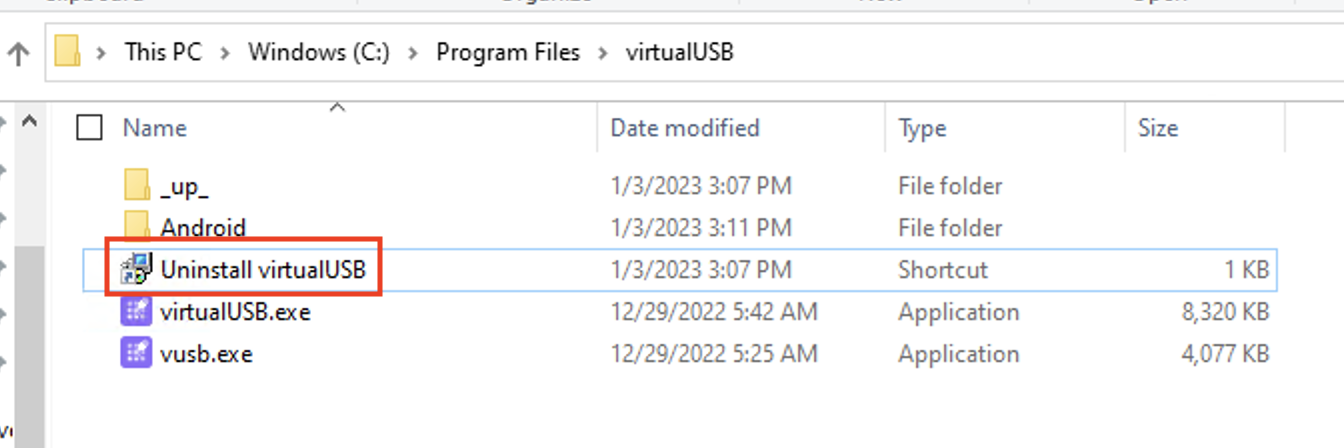 This PC > Windows (C:) > Program Files > virtualUSB
Name Date modified Type Size
_up_ 1/3/2023 3:07 PM File folder
Android 1/3/2023 3:11 PM File folder
Uninstall virtualUSB 1/3/2023 3:07 PM Shortcut 1 KB
virtualUSB.exe 12/29/2022 5:42 AM Application 8,320 KB
vusb.exe 12/29/2022 5:25 AM Application 4,077 KB